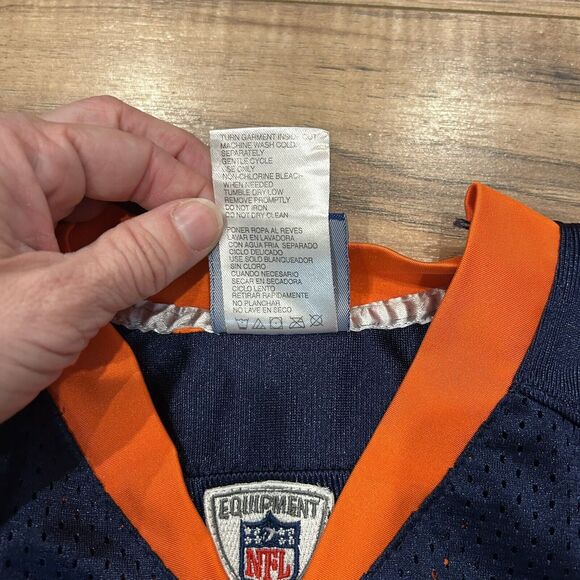 TURN GARMENT INSIDE OUT
MACHINE WASH COLD
SEPARATELY
GENTLE CYCLE
USE ONLY
NON-CHLORINE BLEACH
WHEN NEEDED
TUMBLE DRY LOW
REMOVE PROMPTLY
DO NOT IRON
DO NOT DRY CLEAN
PONER ROPA AL REVES
LAVAR EN LAVADORA
CON AGUA FRIA, SEPARADO
CICLO DELICADO
USE SOLO BLANQUEADOR
SIN CLORO
CUANDO NECESARIO
SECAR EN SECADORA
CICLO LENTO
RETIRAR RAPIDAMENTE
NO PLANCHAR
NO LAVE EN SECO
EQUIPMENT
NFL